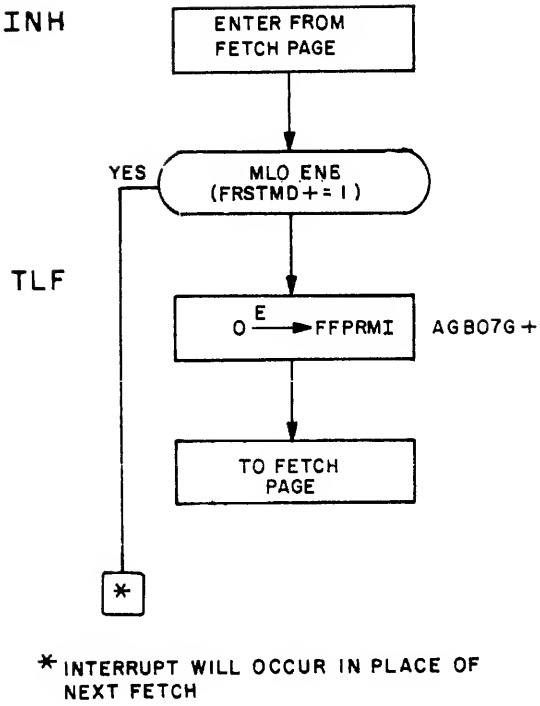 INH
ENTER FROM
FETCH PAGE
YES
MLO ENE
(FRSTMD+=1)
TLF
E
0 → FFPRMI
AGB07G+
TO FETCH
PAGE
*
* INTERRUPT WILL OCCUR IN PLACE OF
NEXT FETCH